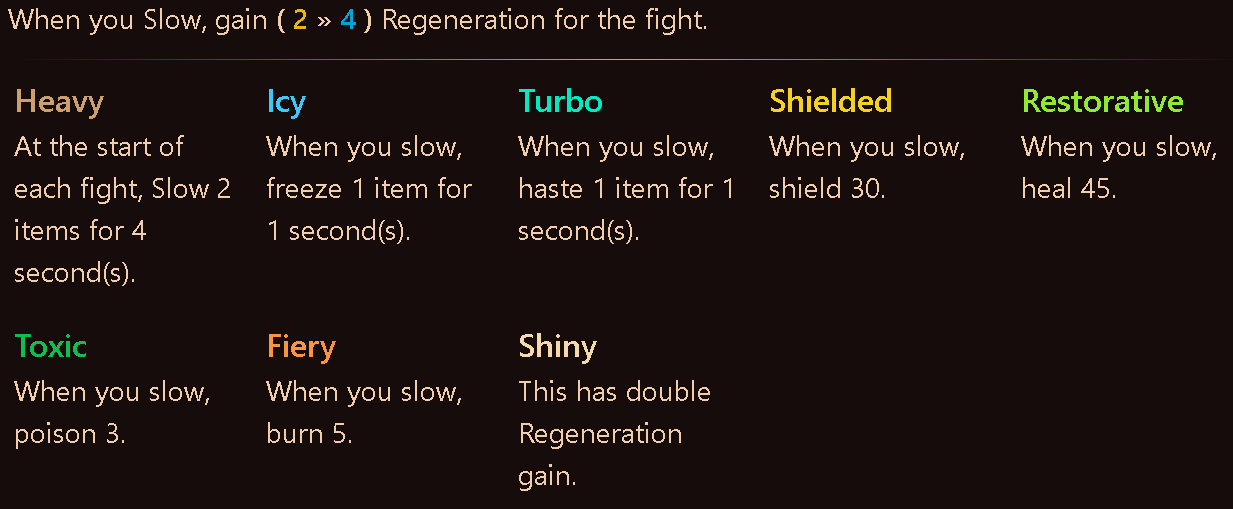 When you Slow, gain ( 2 » 4 ) Regeneration for the fight.
Heavy
At the start of
each fight, Slow 2
items for 4
second(s).
Icy
When you slow,
freeze 1 item for
1 second(s).
Turbo
When you slow,
haste 1 item for 1
second(s).
Shielded
When you slow,
shield 30.
Restorative
When you slow,
heal 45.
Toxic
When you slow,
poison 3.
Fiery
When you slow,
burn 5.
Shiny
This has double
Regeneration
gain.